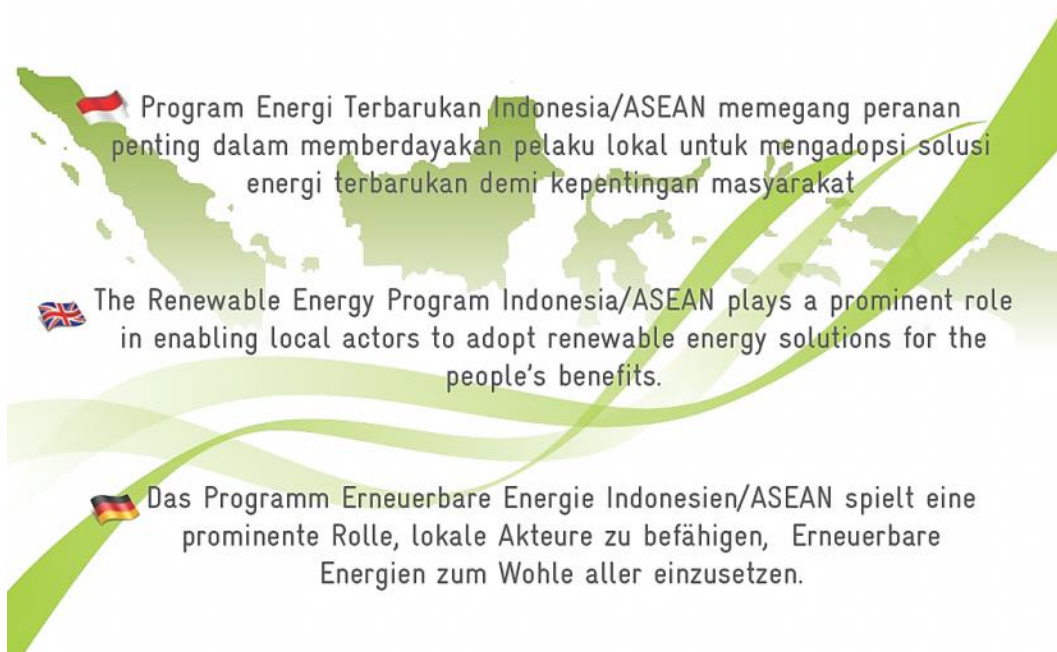 Program Energi Terbarukan Indonesia/ASEAN memegang peranan
penting dalam memberdayakan pelaku lokal untuk mengadopsi solusi
energi terbarukan demi kepentingan masyarakat
The Renewable Energy Program Indonesia/ASEAN plays a prominent role
in enabling local actors to adopt renewable energy solutions for the
people's benefits.
Das Programm Erneuerbare Energie Indonesien/ASEAN spielt eine
prominente Rolle, lokale Akteure zu befähigen, Erneuerbare
Energien zum Wohle aller einzusetzen.